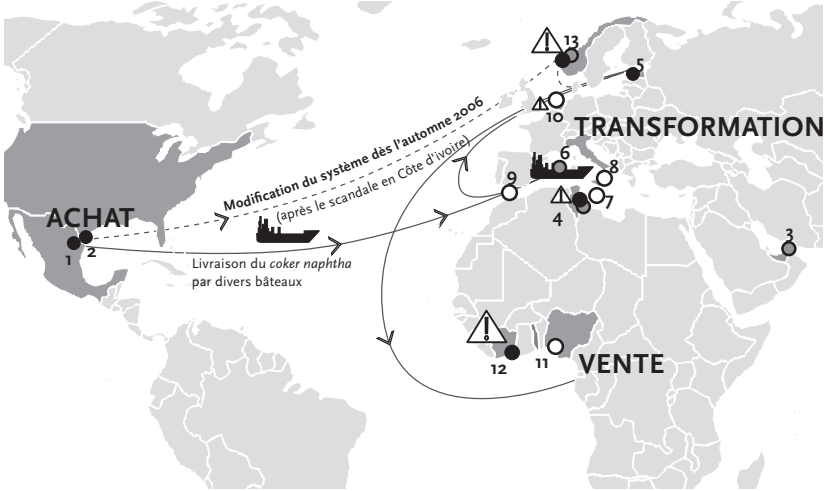 13
5
Modification du système dès l'automne 2006
(après le scandale en Côte d'ivoire)
10
TRANSFORMATION
6
8
9
7
4
ACHAT
1
2
3
Livraison du coker naphtha
par divers bâteaux
12
11
VENTE